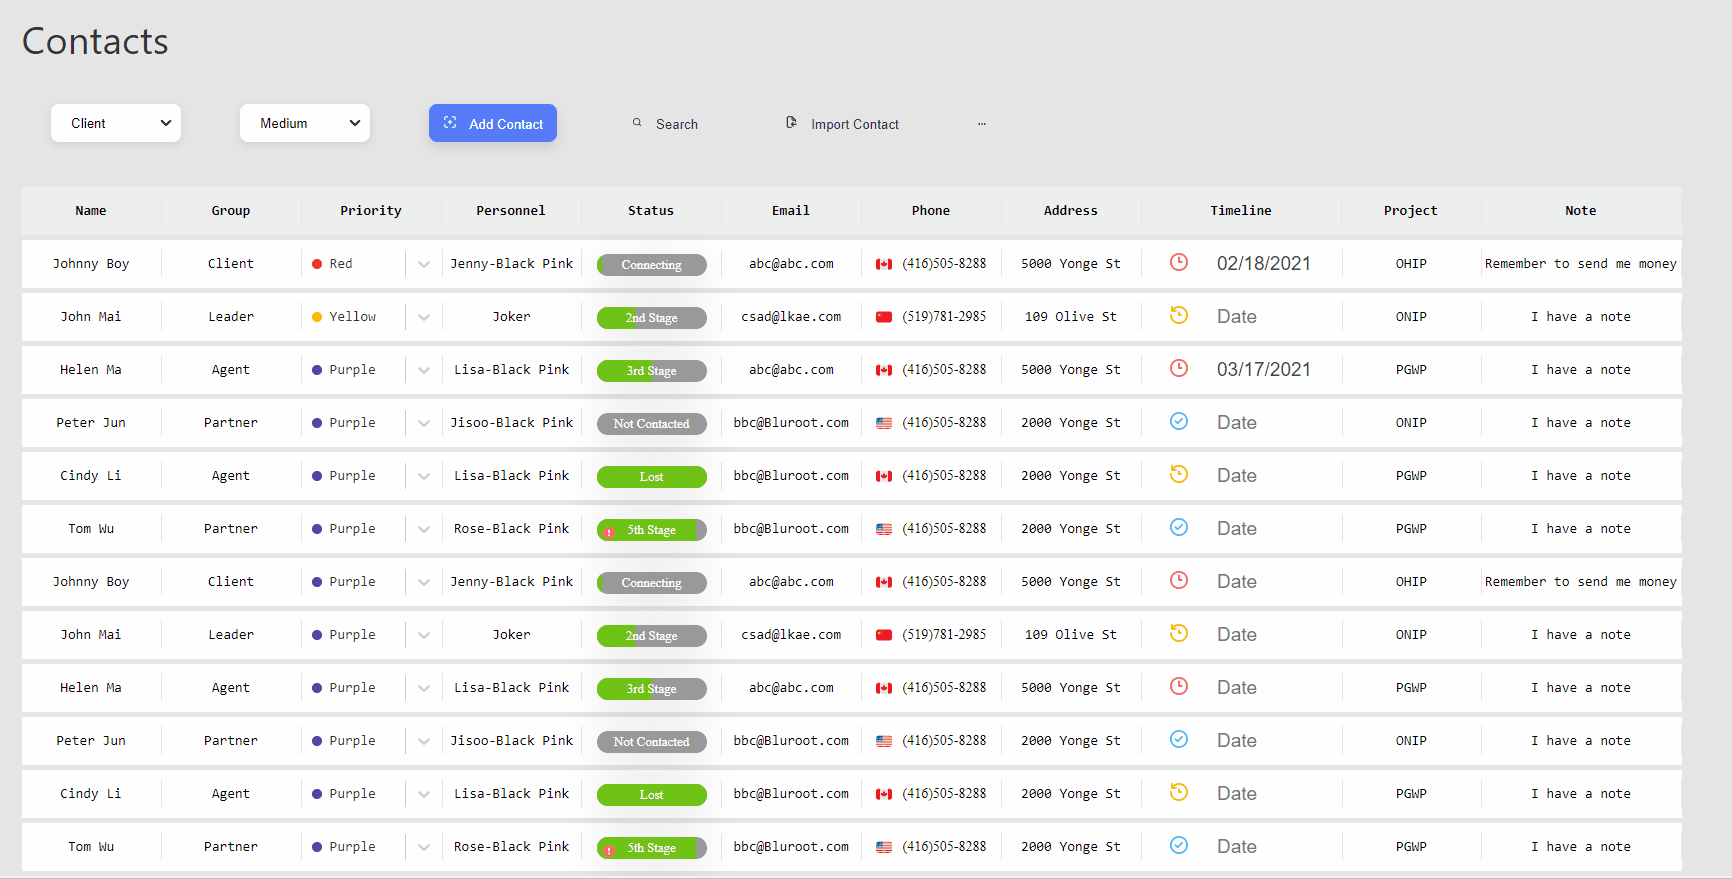 Contacts
Client Medium Add Contact Search Import Contact ...
Name Group Priority Personnel Status Email Phone Address Timeline Project Note
Johnny Boy Client Red Jenny-Black Pink Connecting abc@abc.com (416)505-8288 5000 Yonge St 02/18/2021 OHIP Remember to send me money
John Mai Leader Yellow Joker 2nd Stage csad@lkae.com (519)781-2985 109 Olive St Date ONIP I have a note
Helen Ma Agent Purple Lisa-Black Pink 3rd Stage abc@abc.com (416)505-8288 5000 Yonge St 03/17/2021 PGWP I have a note
Peter Jun Partner Purple Jisoo-Black Pink Not Contacted bbc@Bluroot.com (416)505-8288 2000 Yonge St Date ONIP I have a note
Cindy Li Agent Purple Lisa-Black Pink Lost bbc@Bluroot.com (416)505-8288 2000 Yonge St Date PGWP I have a note
Tom Wu Partner Purple Rose-Black Pink 5th Stage bbc@Bluroot.com (416)505-8288 2000 Yonge St Date PGWP I have a note
Johnny Boy Client Purple Jenny-Black Pink Connecting abc@abc.com (416)505-8288 5000 Yonge St Date OHIP Remember to send me money
John Mai Leader Purple Joker 2nd Stage csad@lkae.com (519)781-2985 109 Olive St Date ONIP I have a note
Helen Ma Agent Purple Lisa-Black Pink 3rd Stage abc@abc.com (416)505-8288 5000 Yonge St Date PGWP I have a note
Peter Jun Partner Purple Jisoo-Black Pink Not Contacted bbc@Bluroot.com (416)505-8288 2000 Yonge St Date ONIP I have a note
Cindy Li Agent Purple Lisa-Black Pink Lost bbc@Bluroot.com (416)505-8288 2000 Yonge St Date PGWP I have a note
Tom Wu Partner Purple Rose-Black Pink 5th Stage bbc@Bluroot.com (416)505-8288 2000 Yonge St Date PGWP I have a note